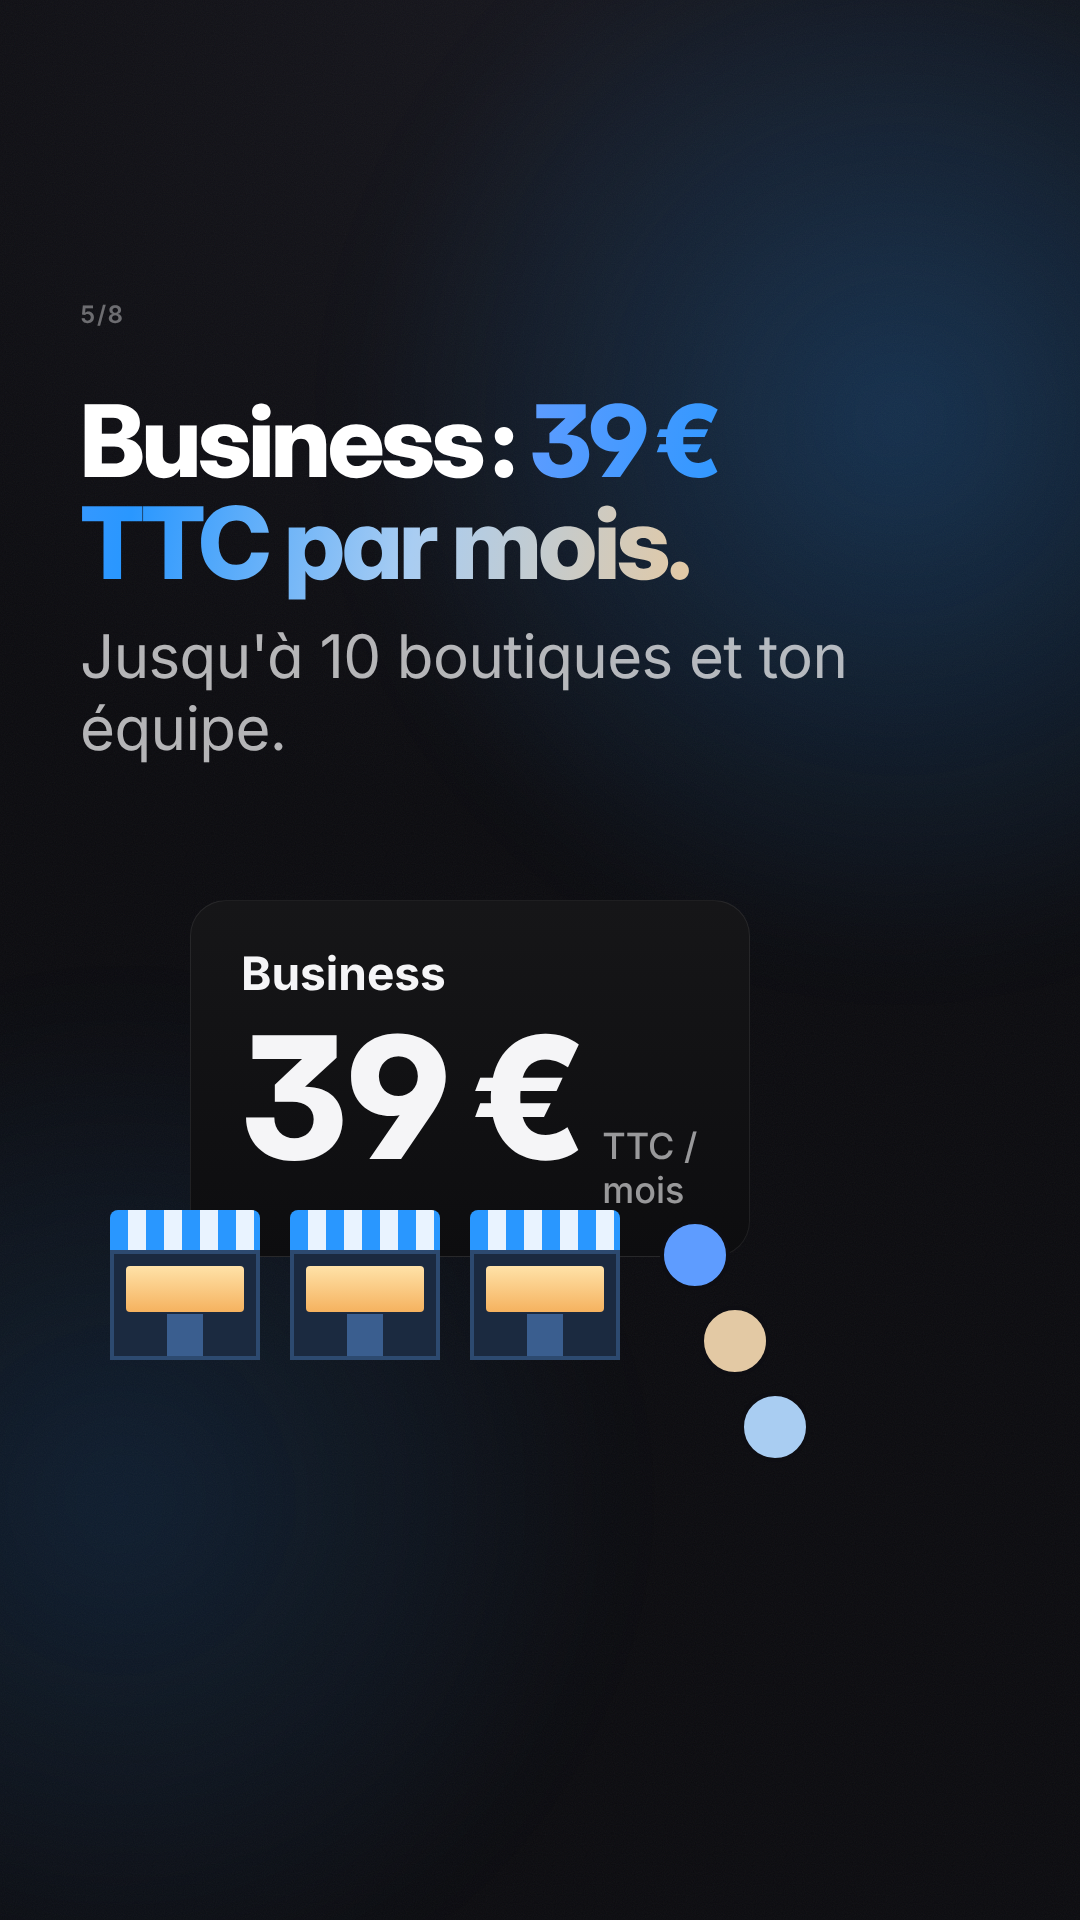 5/8
Business : 39 €
TTC par mois.
Jusqu'à 10 boutiques et ton
équipe.
Business
39 €
TTC /
mois